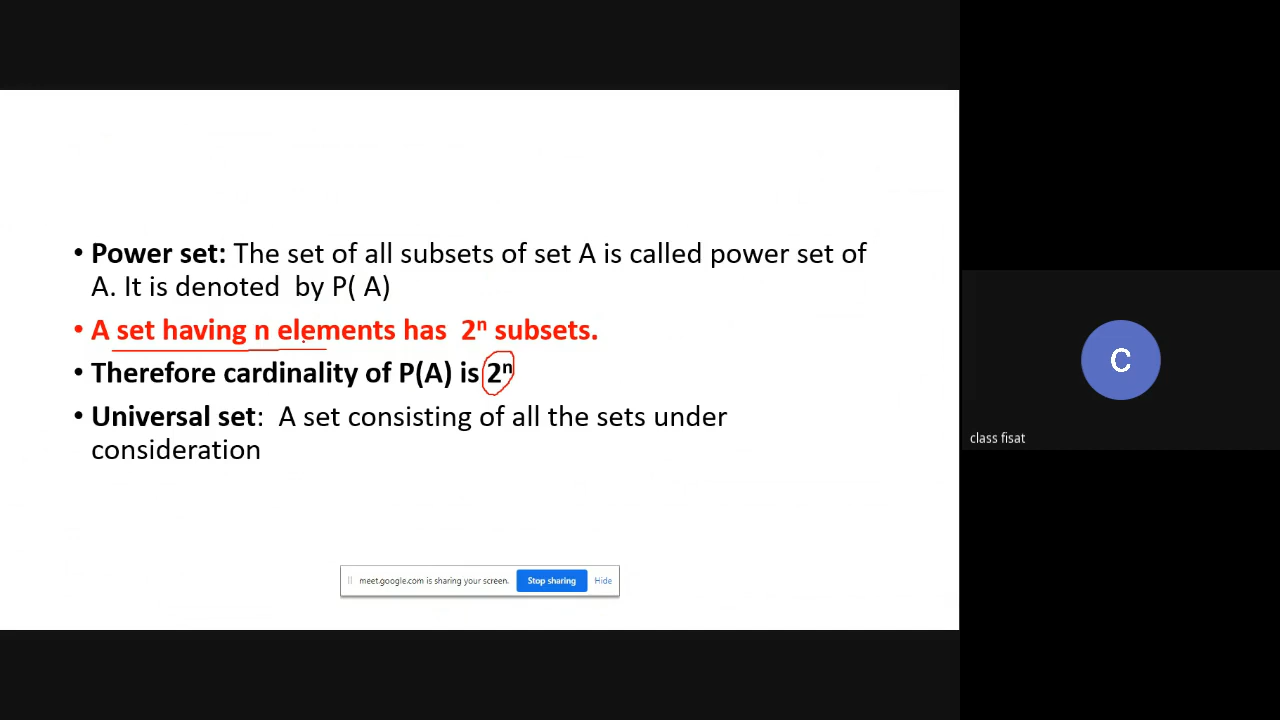 • Power set: The set of all subsets of set A is called power set of
A. It is denoted  by P( A)
• A set having n elements has  2ⁿ subsets.
• Therefore cardinality of P(A) is 2ⁿ
• Universal set:  A set consisting of all the sets under
consideration
meet.google.com is sharing your screen. Stop sharing Hide
C
class fisat